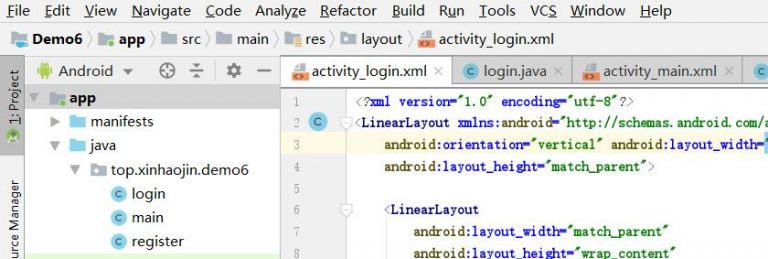 File Edit View Navigate Code Analyze Refactor Build Run Tools VCS Window Help
Demo6 app src main res layout activity_login.xml
1: Project
Resource Manager
Android
activity_login.xml login.java activity_main.xml
app
manifests
java
top.xinhaojin.demo6
login
main
register
1 <?xml version="1.0" encoding="utf-8"?>
2 <LinearLayout xmlns:android="http://schemas.android.com/a
3 android:orientation="vertical" android:layout_width="
4 android:layout_height="match_parent">
5
6 <LinearLayout
7 android:layout_width="match_parent"
8 android:layout_height="wrap_content"